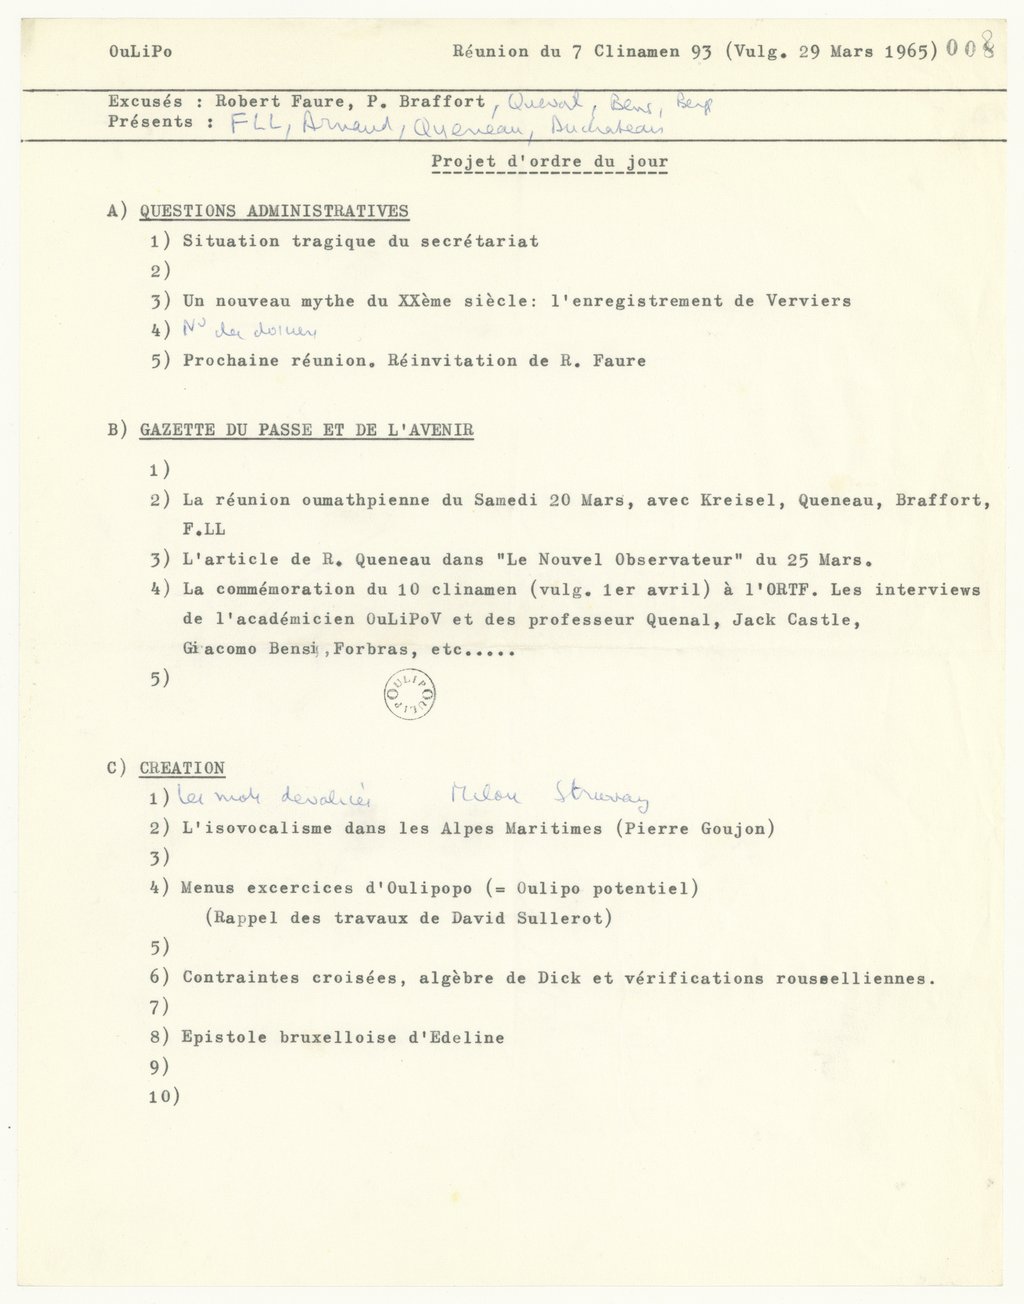 OuLiPo Réunion du 7 Clinamen 93 (Vulg. 29 Mars 1965) 008
Excusés : Robert Faure, P. Braffort, Queval, Bens, Berge
Présents : FLL, Arnaud, Queneau, Duchateau
Projet d'ordre du jour
A) QUESTIONS ADMINISTRATIVES
1) Situation tragique du secrétariat
2)
3) Un nouveau mythe du XXème siècle: l'enregistrement de Verviers
4) N° de
5) Prochaine réunion. Réinvitation de R. Faure
B) GAZETTE DU PASSE ET DE L'AVENIR
1)
2) La réunion oumathpienne du Samedi 20 Mars, avec Kreisel, Queneau, Braffort,
F.LL
3) L'article de R. Queneau dans "Le Nouvel Observateur" du 25 Mars.
4) La commémoration du 10 clinamen (vulg. 1er avril) à l'ORTF. Les interviews
de l'académicien OuLiPoV et des professeur Quenal, Jack Castle,
Giacomo Bensi,Forbras, etc.....
5)
OULIPOULIPOULIPO
C) CREATION
1) Les mots dévalués Milou
2) L'isovocalisme dans les Alpes Maritimes (Pierre Goujon)
3)
4) Menus excercices d'Oulipopo (= Oulipo potentiel)
(Rappel des travaux de David Sullerot)
5)
6) Contraintes croisées, algèbre de Dick et vérifications rousselliennes.
7)
8) Epistole bruxelloise d'Edeline
9)
10)